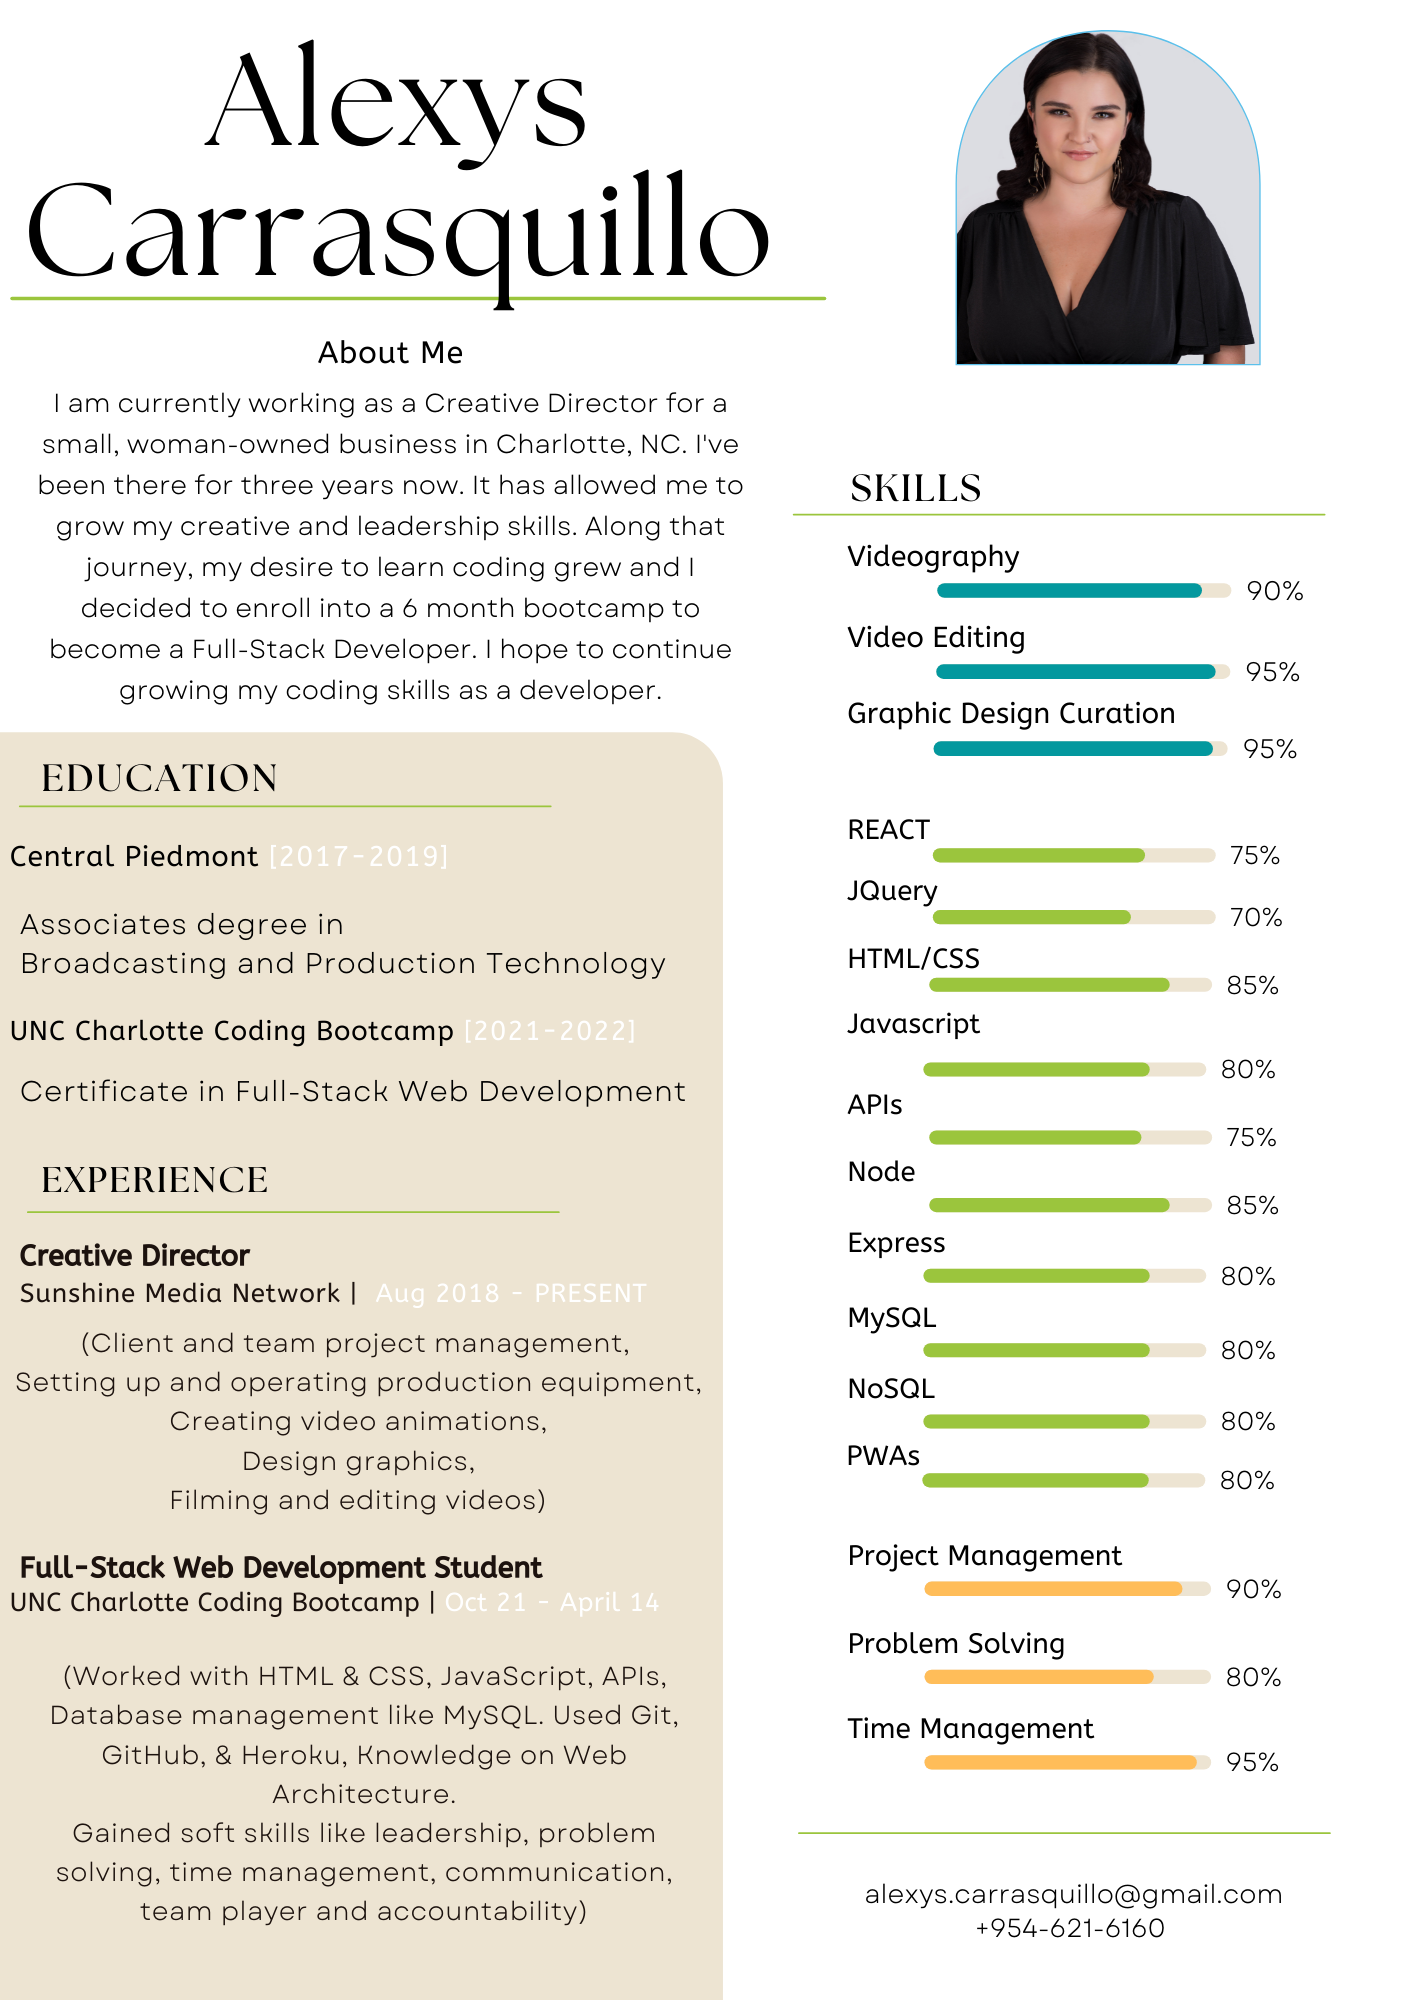 Alexys
Carrasquillo
About Me
I am currently working as a Creative Director for a
small, woman-owned business in Charlotte, NC. I've
been there for three years now. It has allowed me to
grow my creative and leadership skills. Along that
journey, my desire to learn coding grew and I
decided to enroll into a 6 month bootcamp to
become a Full-Stack Developer. I hope to continue
growing my coding skills as a developer.
EDUCATION
Central Piedmont [2017-2019]
Associates degree in
Broadcasting and Production Technology
UNC Charlotte Coding Bootcamp [2021-2022]
Certificate in Full-Stack Web Development
EXPERIENCE
Creative Director
Sunshine Media Network | Aug 2018 - PRESENT
(Client and team project management,
Setting up and operating production equipment,
Creating video animations,
Design graphics,
Filming and editing videos)
Full-Stack Web Development Student
UNC Charlotte Coding Bootcamp | Oct 21 - April 14
(Worked with HTML & CSS, JavaScript, APIs,
Database management like MySQL. Used Git,
GitHub, & Heroku, Knowledge on Web
Architecture.
Gained soft skills like leadership, problem
solving, time management, communication,
team player and accountability)
SKILLS
Videography
90%
Video Editing
95%
Graphic Design Curation
95%
REACT
75%
JQuery
70%
HTML/CSS
85%
Javascript
80%
APIs
75%
Node
85%
Express
80%
MySQL
80%
NoSQL
80%
PWAs
80%
Project Management
90%
Problem Solving
80%
Time Management
95%
alexys.carrasquillo@gmail.com
+954-621-6160